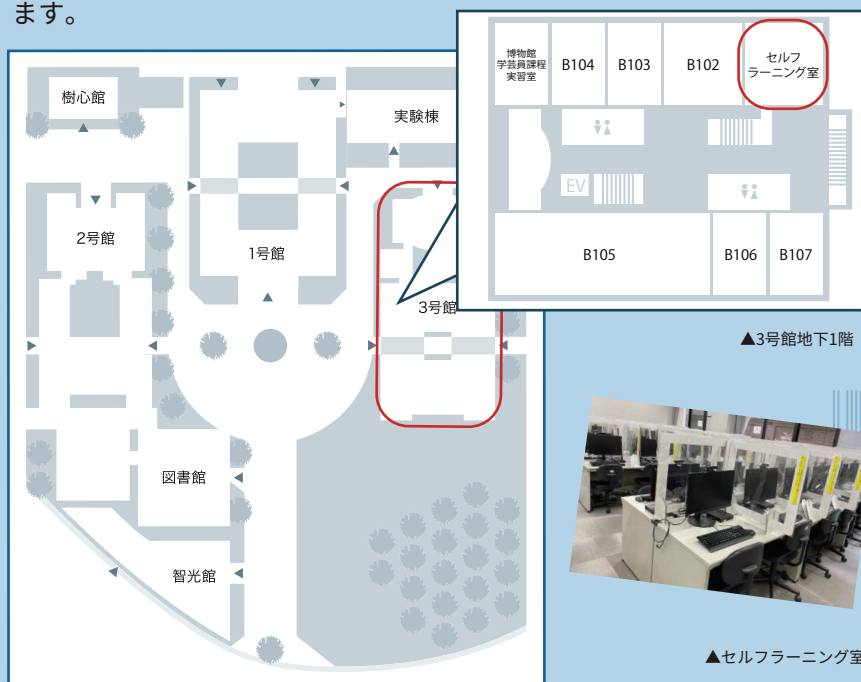 ます。
博物館
学芸員課程
実習室
B104
B103
B102
セルフ
ラーニング室
EV
B105
B106
B107
樹心館
実験棟
2号館
1号館
3号館
図書館
智光館
▲3号館地下1階
▲セルフラーニング室